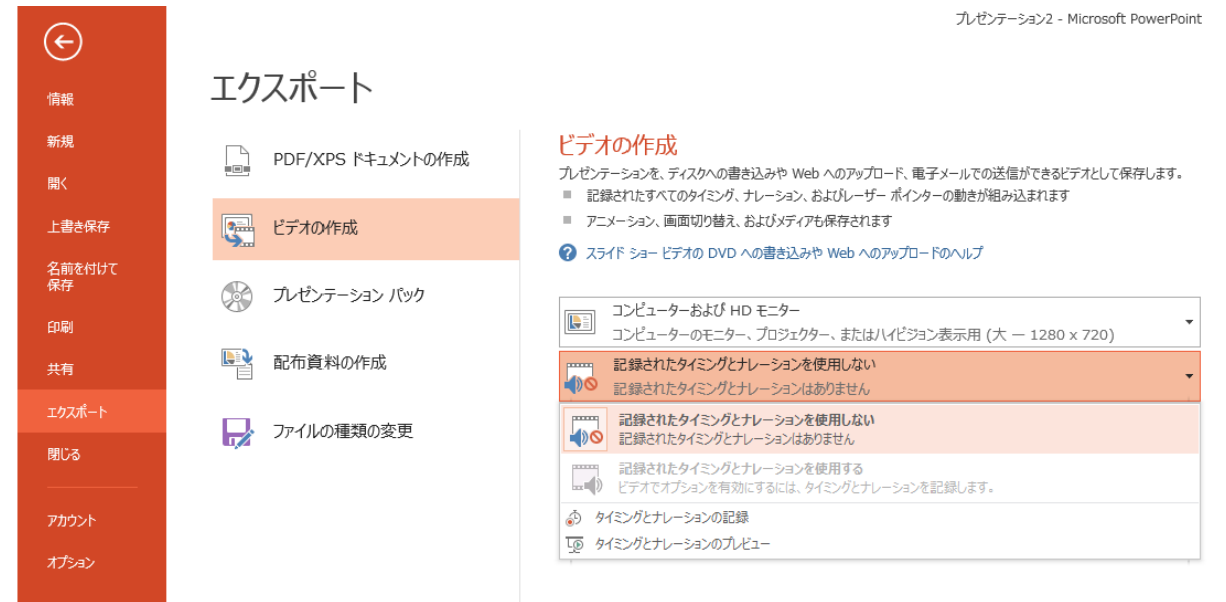 プレゼンテーション2 - Microsoft PowerPoint
情報
新規
開く
上書き保存
名前を付けて
保存
印刷
共有
エクスポート
閉じる
アカウント
オプション
エクスポート
PDF/XPS ドキュメントの作成
ビデオの作成
プレゼンテーション パック
配布資料の作成
ファイルの種類の変更
ビデオの作成
プレゼンテーションを、ディスクへの書き込みや Web へのアップロード、電子メールでの送信ができるビデオとして保存します。
記録されたすべてのタイミング、ナレーション、およびレーザー ポインターの動きが組み込まれます
アニメーション、画面切り替え、およびメディアも保存されます
スライド ショー ビデオの DVD への書き込みや Web へのアップロードのヘルプ
コンピューターおよび HD モニター
コンピューターのモニター、プロジェクター、またはハイビジョン表示用 (大 － 1280 x 720)
記録されたタイミングとナレーションを使用しない
記録されたタイミングとナレーションはありません
記録されたタイミングとナレーションを使用しない
記録されたタイミングとナレーションはありません
記録されたタイミングとナレーションを使用する
ビデオでオプションを有効にするには、タイミングとナレーションを記録します。
タイミングとナレーションの記録
タイミングとナレーションのプレビュー